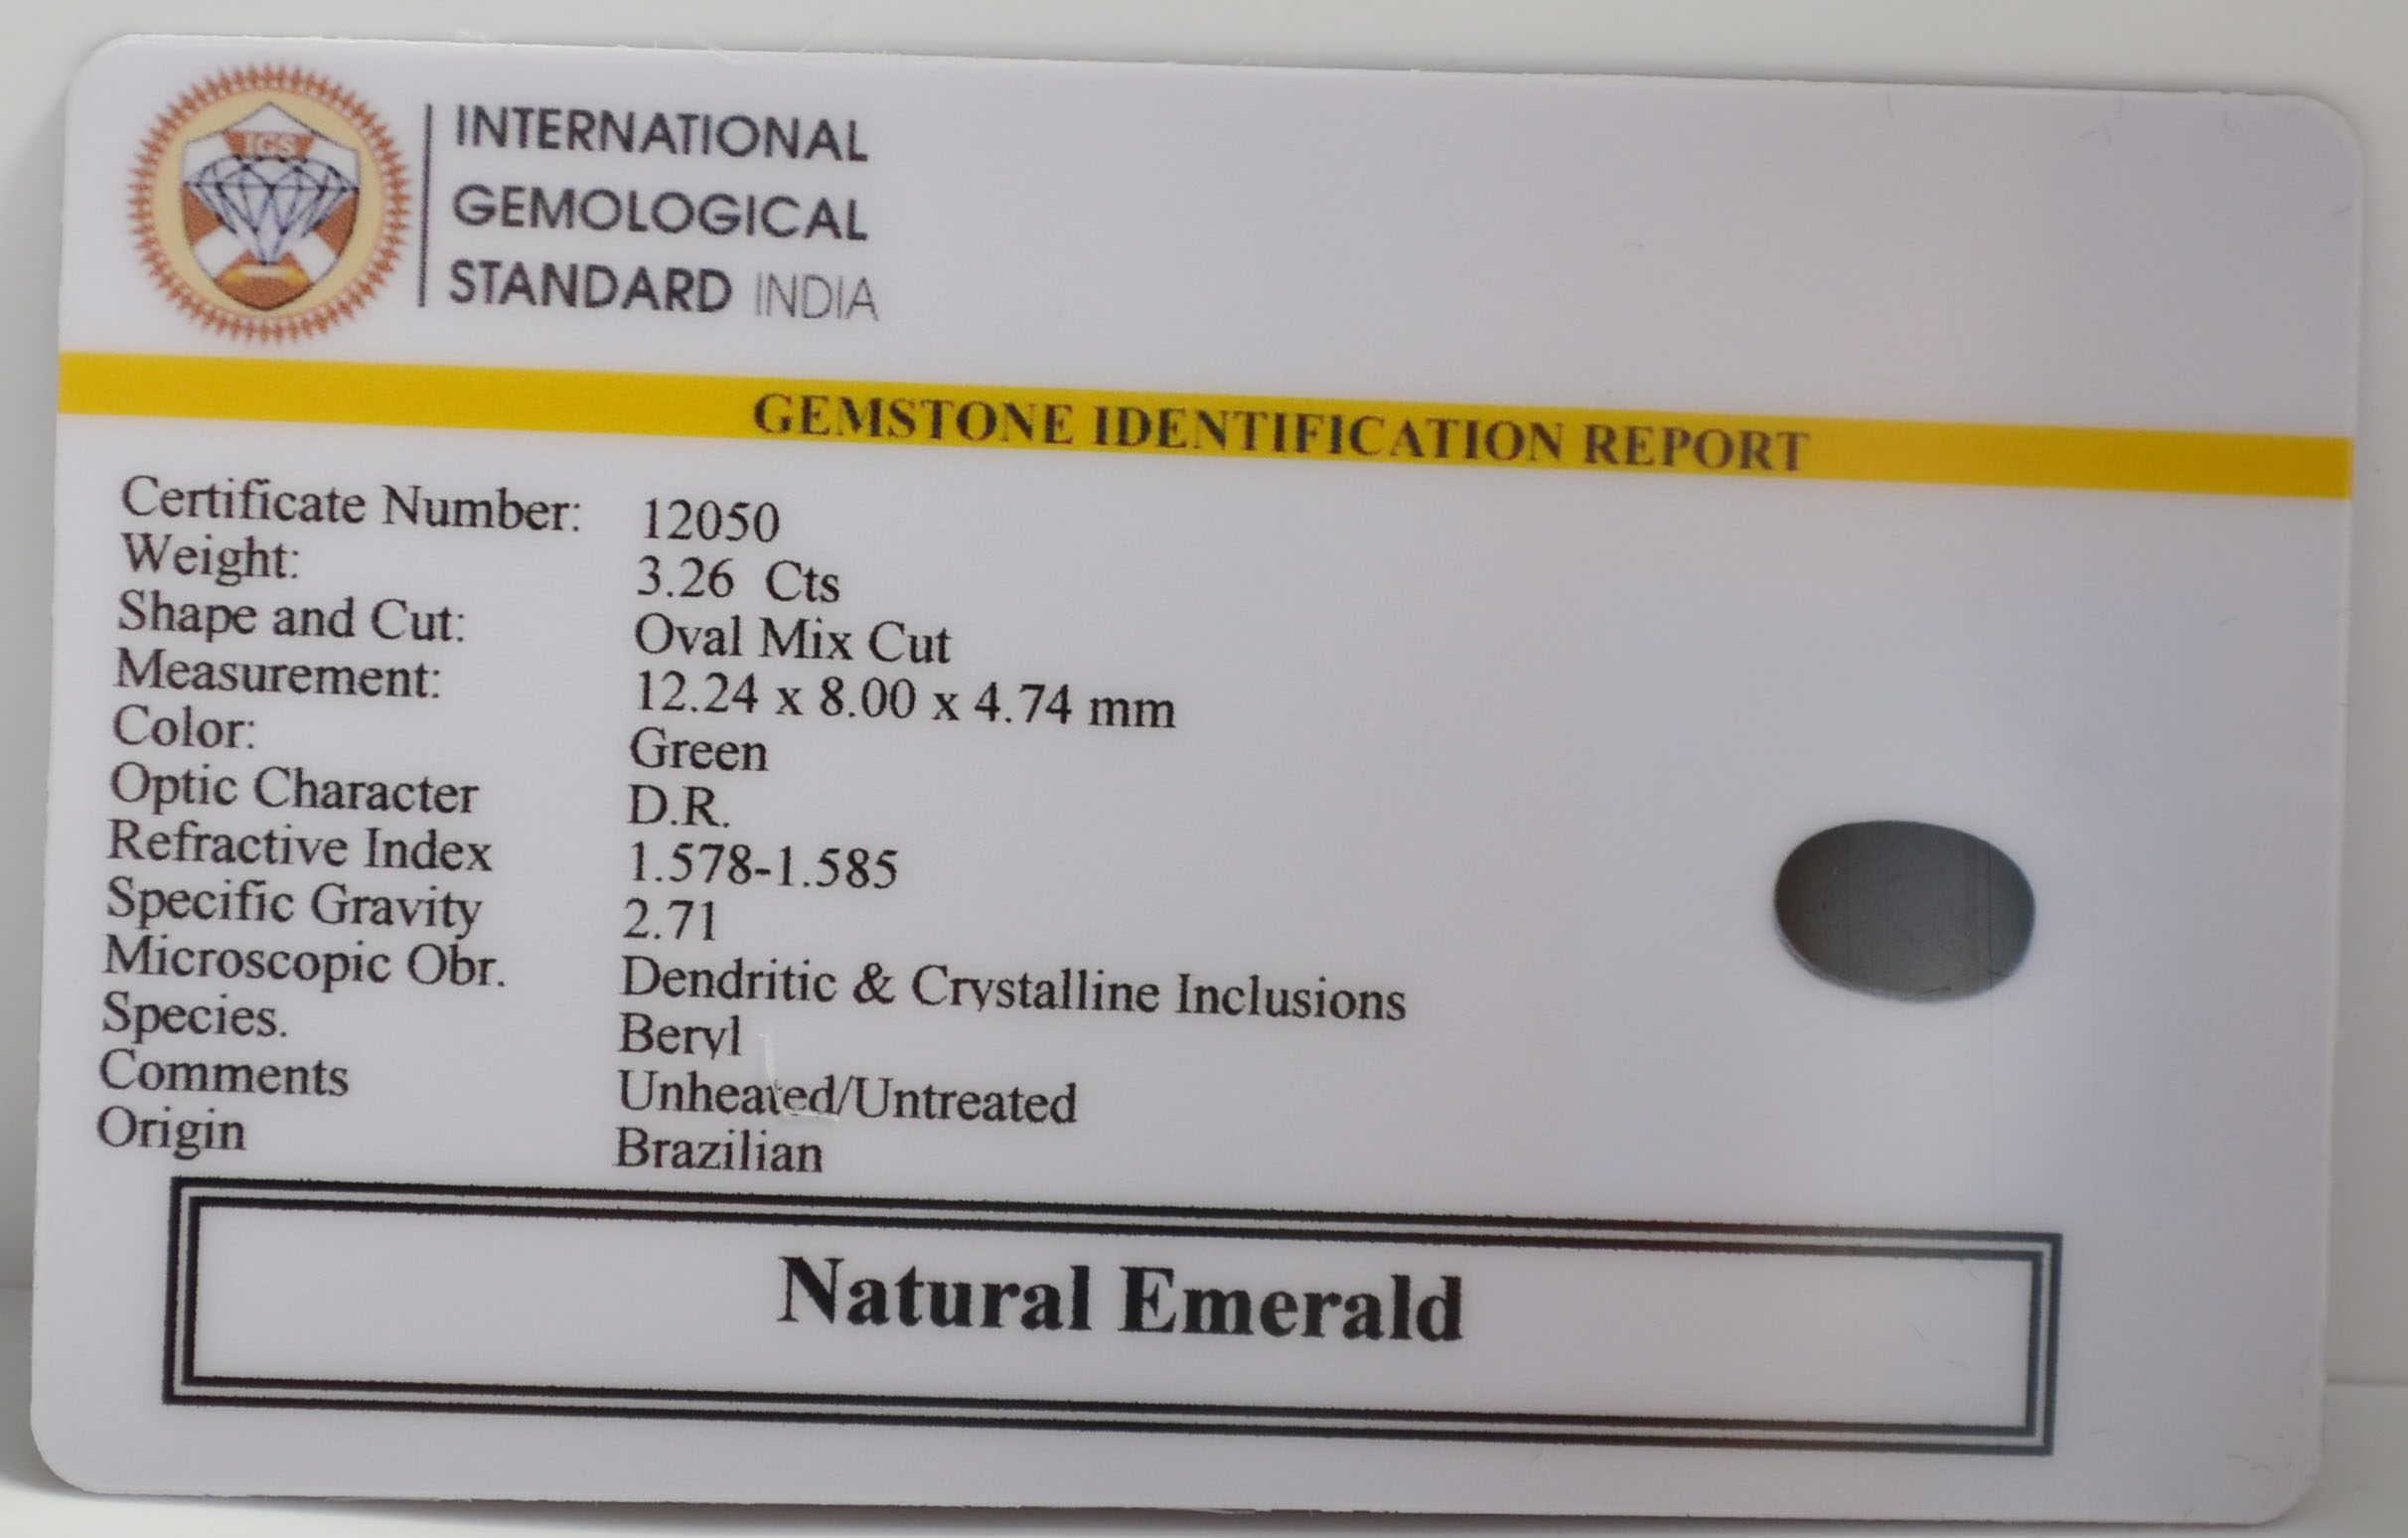 IGS
INTERNATIONAL
GEMOLOGICAL
STANDARD INDIA
GEMSTONE IDENTIFICATION REPORT
Certificate Number: 12050
Weight: 3.26 Cts
Shape and Cut: Oval Mix Cut
Measurement: 12.24 x 8.00 x 4.74 mm
Color: Green
Optic Character D.R.
Refractive Index 1.578-1.585
Specific Gravity 2.71
Microscopic Obr. Dendritic & Crystalline Inclusions
Species. Beryl
Comments Unheated/Untreated
Origin Brazilian
Natural Emerald